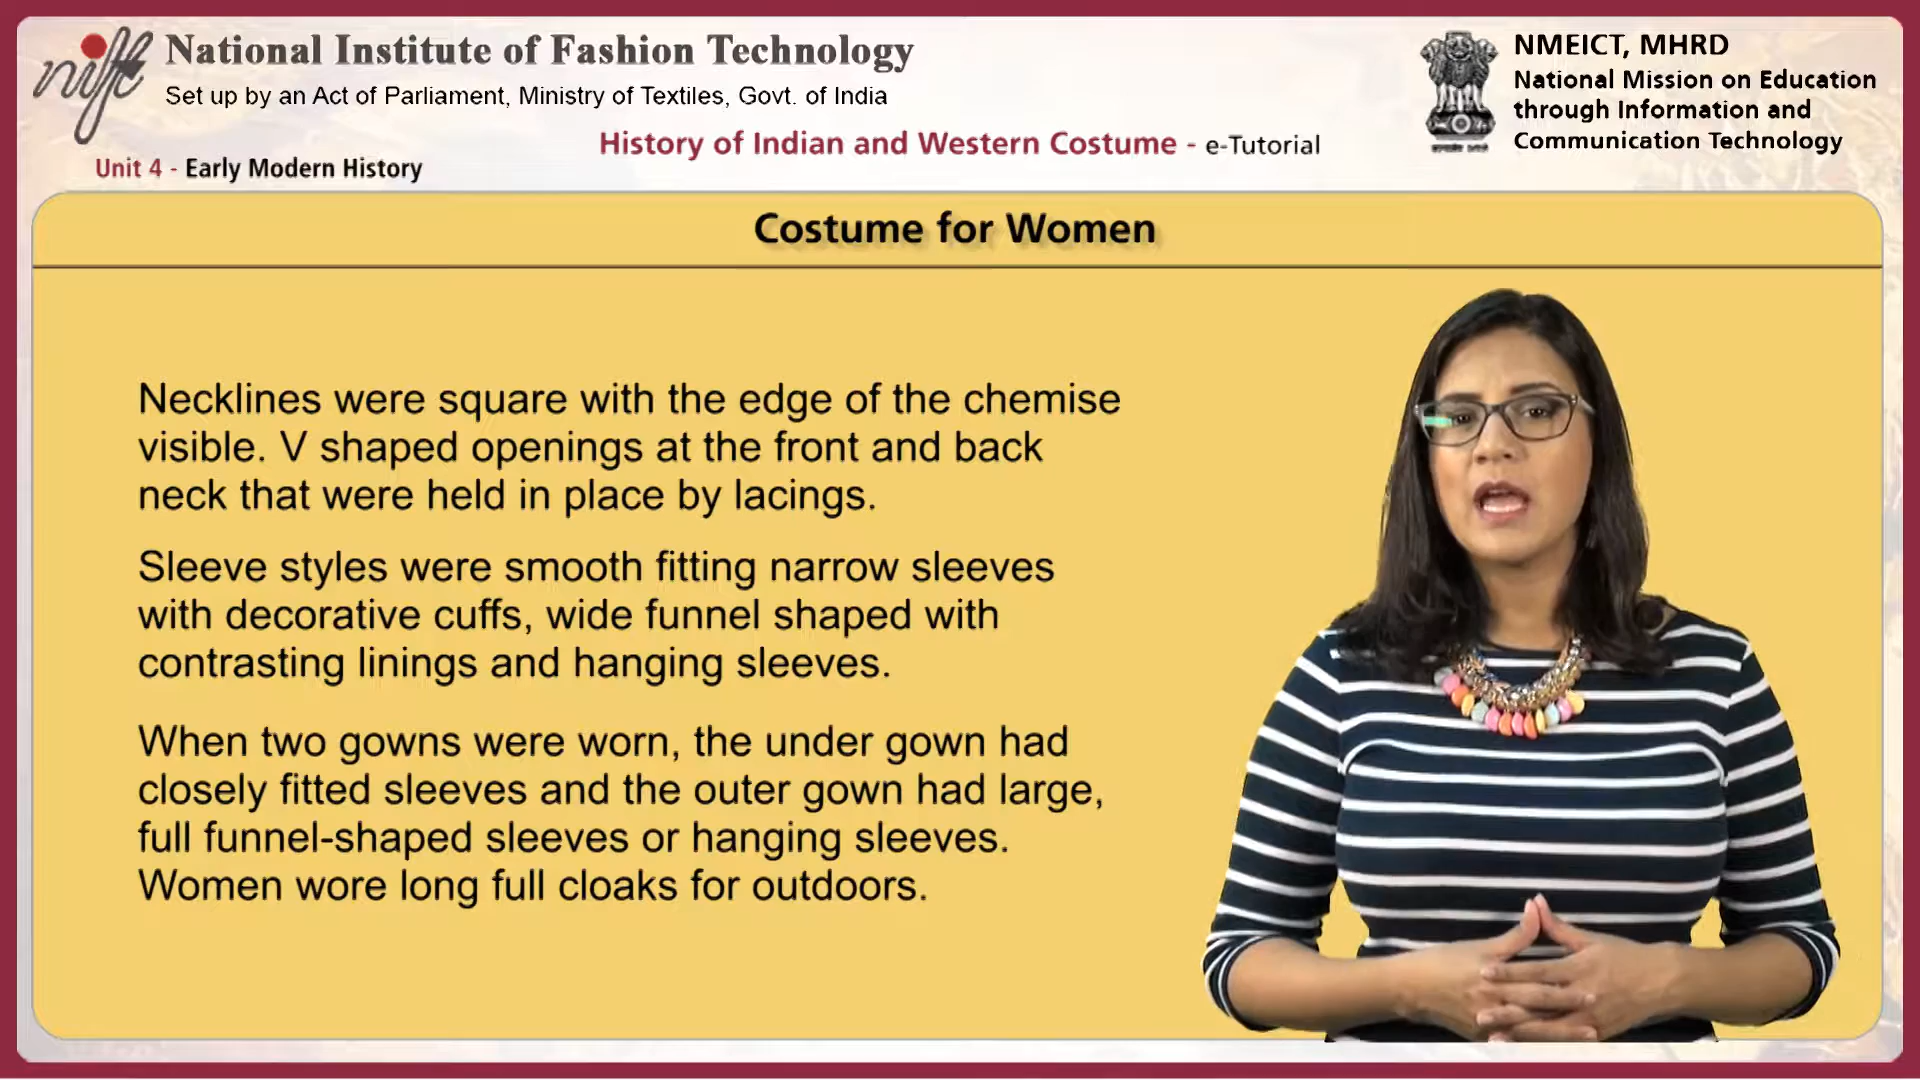 nift
National Institute of Fashion Technology
Set up by an Act of Parliament, Ministry of Textiles, Govt. of India
NMEICT, MHRD
National Mission on Education
through Information and
Communication Technology
History of Indian and Western Costume - e-Tutorial
Unit 4 - Early Modern History
Costume for Women
Necklines were square with the edge of the chemise
visible. V shaped openings at the front and back
neck that were held in place by lacings.
Sleeve styles were smooth fitting narrow sleeves
with decorative cuffs, wide funnel shaped with
contrasting linings and hanging sleeves.
When two gowns were worn, the under gown had
closely fitted sleeves and the outer gown had large,
full funnel-shaped sleeves or hanging sleeves.
Women wore long full cloaks for outdoors.